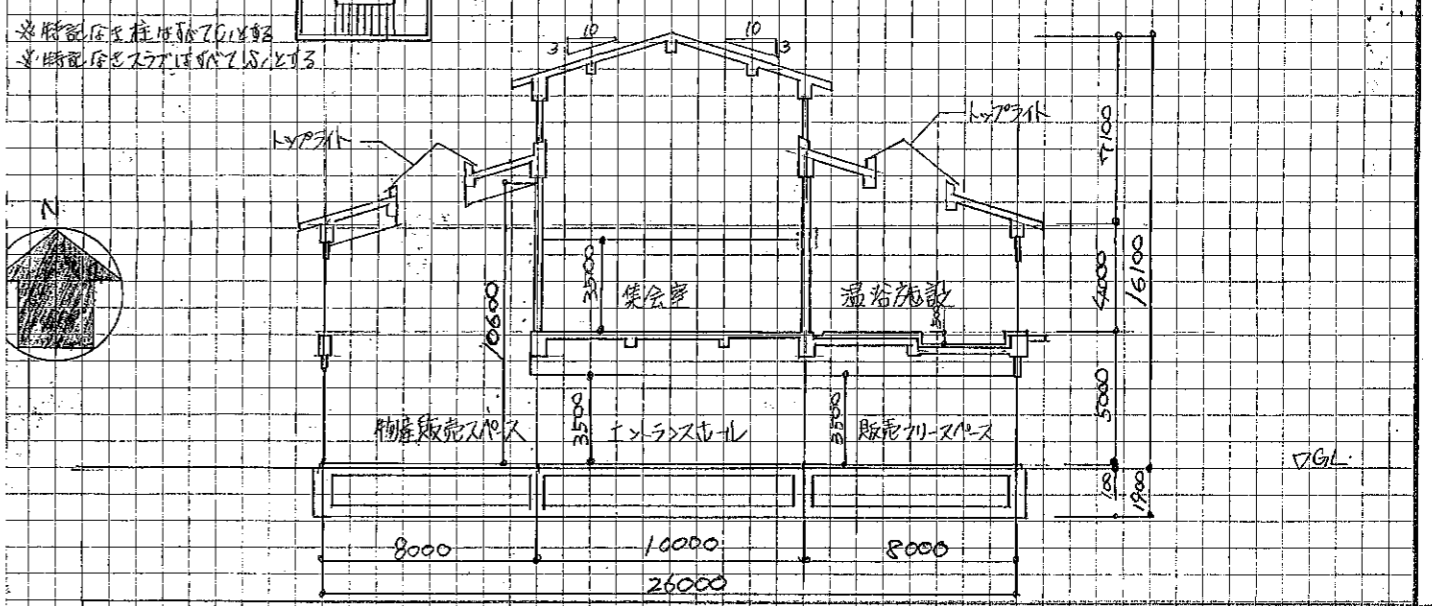 ※特記なき柱はすべてC1とする
※特記なきスラブはすべてS1とする
10
3
10
3
トップライト
トップライト
N
7100
4000
16100
5000
100
1900
3500
集会室
温浴施設
10600
物産販売スペース
3500
エントランスホール
3500
販売フリースペース
▽GL
8000
10000
8000
26000